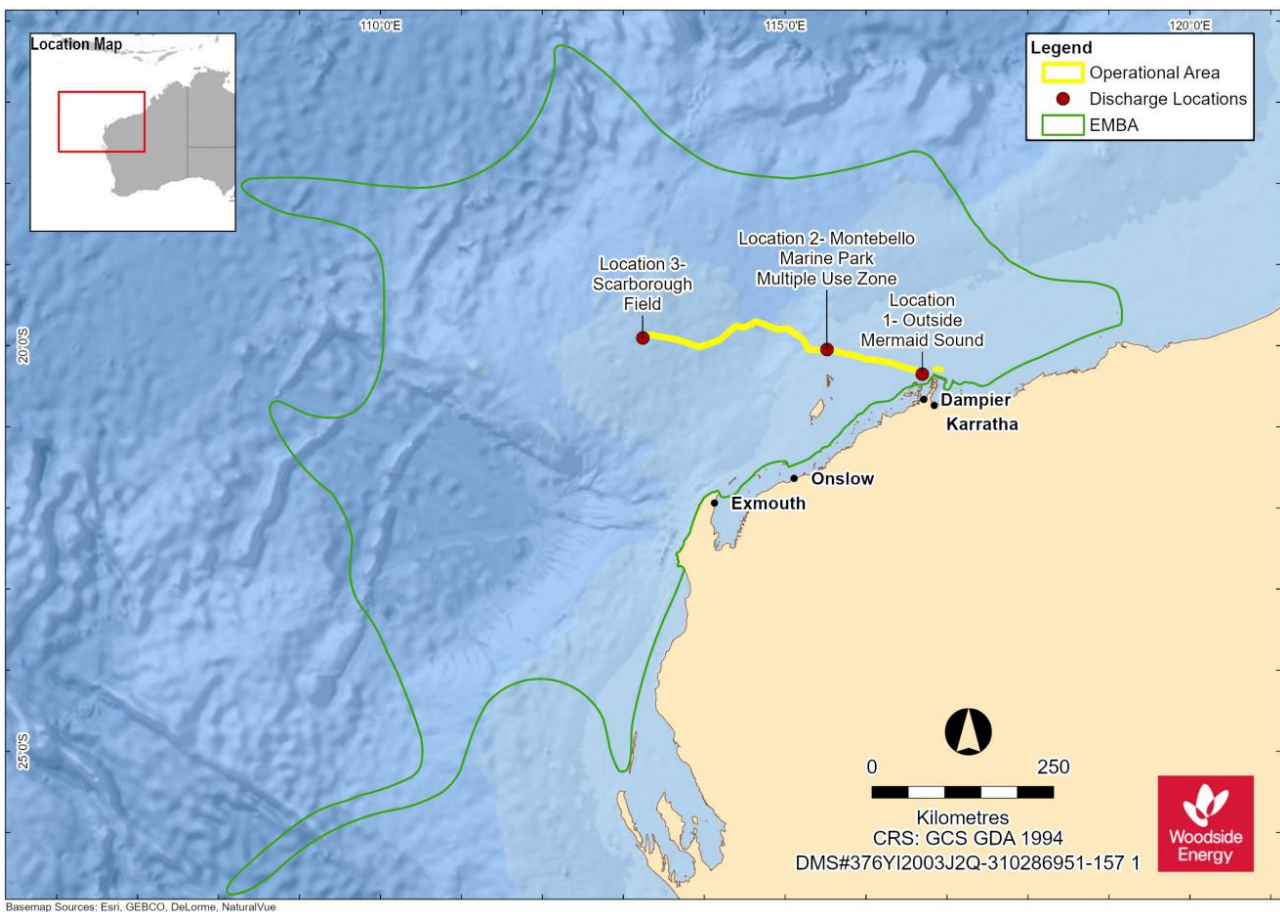 110°0'E
115°0'E
120°0'E
Location Map
Legend
Operational Area
Discharge Locations
EMBA
Location 3-
Scarborough
Field
Location 2- Montebello
Marine Park
Multiple Use Zone
Location
1- Outside
Mermaid Sound
20°0'S
Dampier
Karratha
Onslow
Exmouth
25°0'S
0 250
Kilometres
CRS: GCS GDA 1994
DMS#376YI2003J2Q-310286951-157 1
Woodside
Energy
Basemap Sources: Esri, GEBCO, DeLorme, NaturalVue